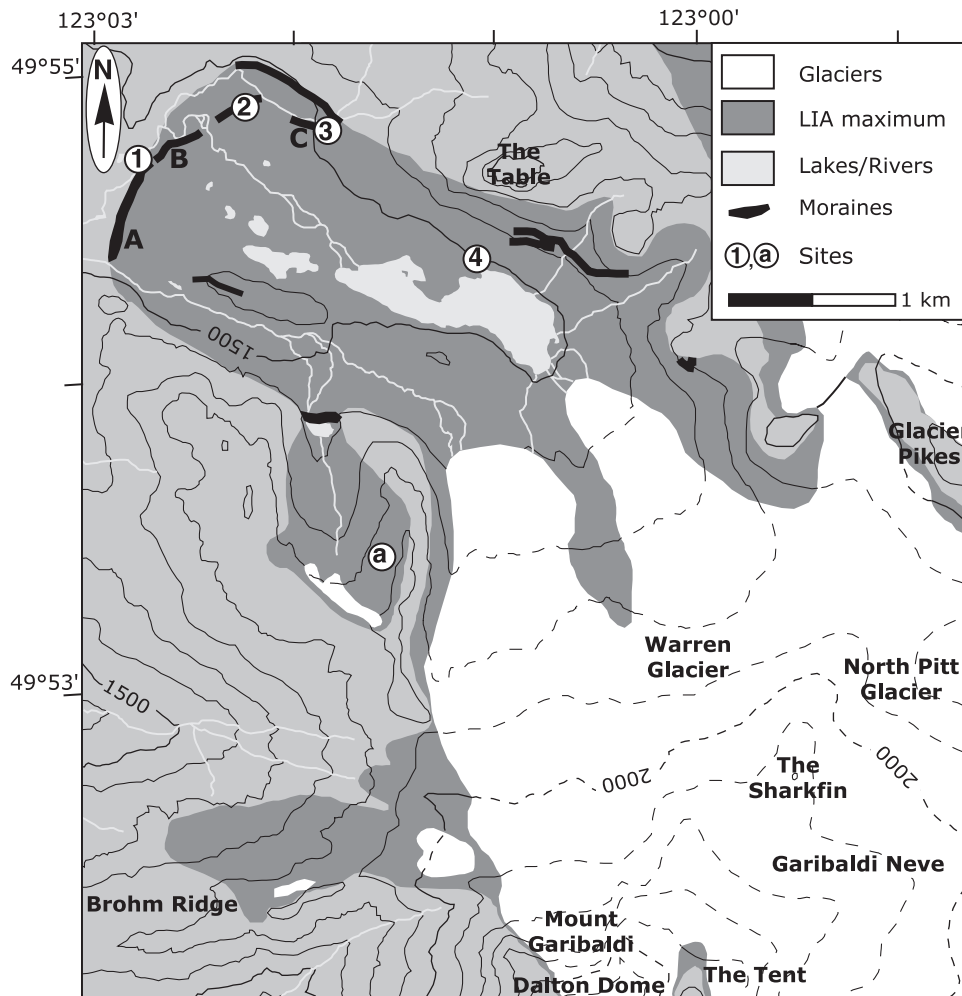 123°03'
123°00'
49°55'
N
Glaciers
LIA maximum
Lakes/Rivers
Moraines
1,a Sites
1 km
2
3
C
1
B
The
Table
A
4
1500
Glacier
Pikes
a
Warren
Glacier
49°53'
North Pitt
Glacier
1500
The
Sharkfin
2000
2000
Garibaldi Neve
Brohm Ridge
Mount
Garibaldi
Dalton Dome
The Tent